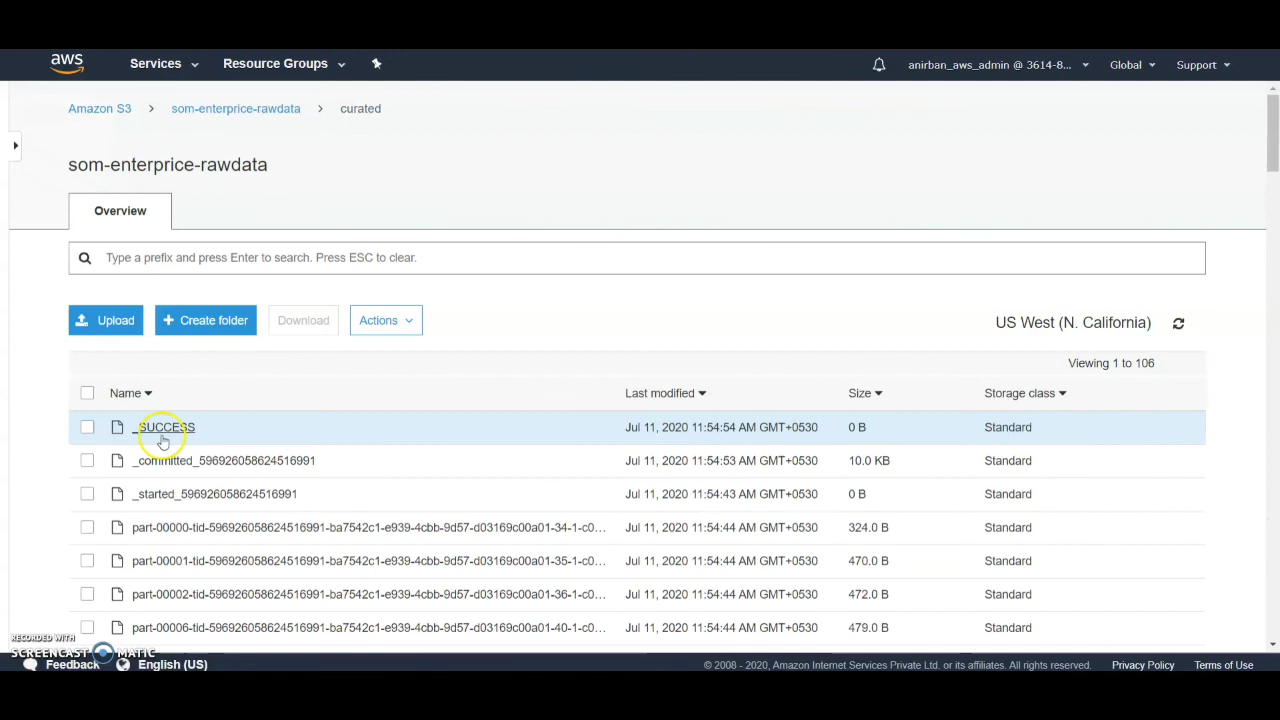 aws Services Resource Groups anirban_aws_admin @ 3614-8... Global Support
Amazon S3 > som-enterprice-rawdata > curated
som-enterprice-rawdata
Overview
Type a prefix and press Enter to search. Press ESC to clear.
Upload + Create folder Download Actions US West (N. California)
Viewing 1 to 106
Name Last modified Size Storage class
_SUCCESS Jul 11, 2020 11:54:54 AM GMT+0530 0 B Standard
_committed_596926058624516991 Jul 11, 2020 11:54:53 AM GMT+0530 10.0 KB Standard
_started_596926058624516991 Jul 11, 2020 11:54:43 AM GMT+0530 0 B Standard
part-00000-tid-596926058624516991-ba7542c1-e939-4cbb-9d57-d03169c00a01-34-1-c0... Jul 11, 2020 11:54:44 AM GMT+0530 324.0 B Standard
part-00001-tid-596926058624516991-ba7542c1-e939-4cbb-9d57-d03169c00a01-35-1-c0... Jul 11, 2020 11:54:44 AM GMT+0530 470.0 B Standard
part-00002-tid-596926058624516991-ba7542c1-e939-4cbb-9d57-d03169c00a01-36-1-c0... Jul 11, 2020 11:54:44 AM GMT+0530 472.0 B Standard
part-00006-tid-596926058624516991-ba7542c1-e939-4cbb-9d57-d03169c00a01-40-1-c0... Jul 11, 2020 11:54:44 AM GMT+0530 479.0 B Standard
RECORDED WITH
SCREENCAST MATIC
Feedback English (US) © 2008 - 2020, Amazon Internet Services Private Ltd. or its affiliates. All rights reserved. Privacy Policy Terms of Use